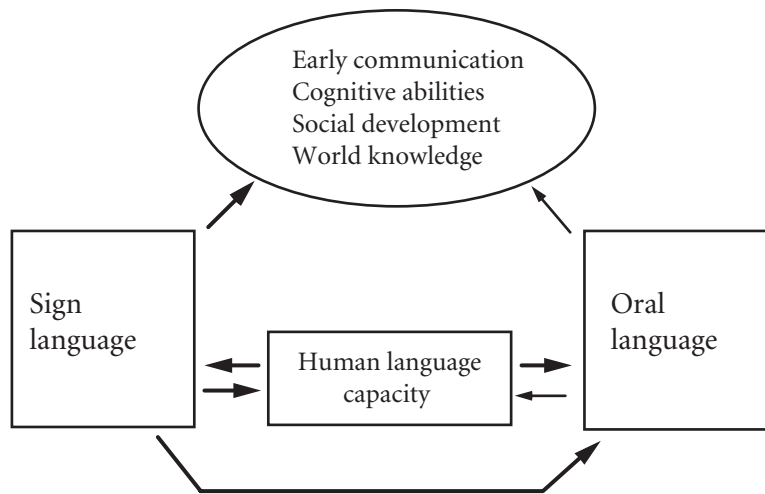 Early communication
Cognitive abilities
Social development
World knowledge
Sign
language
Human language
capacity
Oral
language